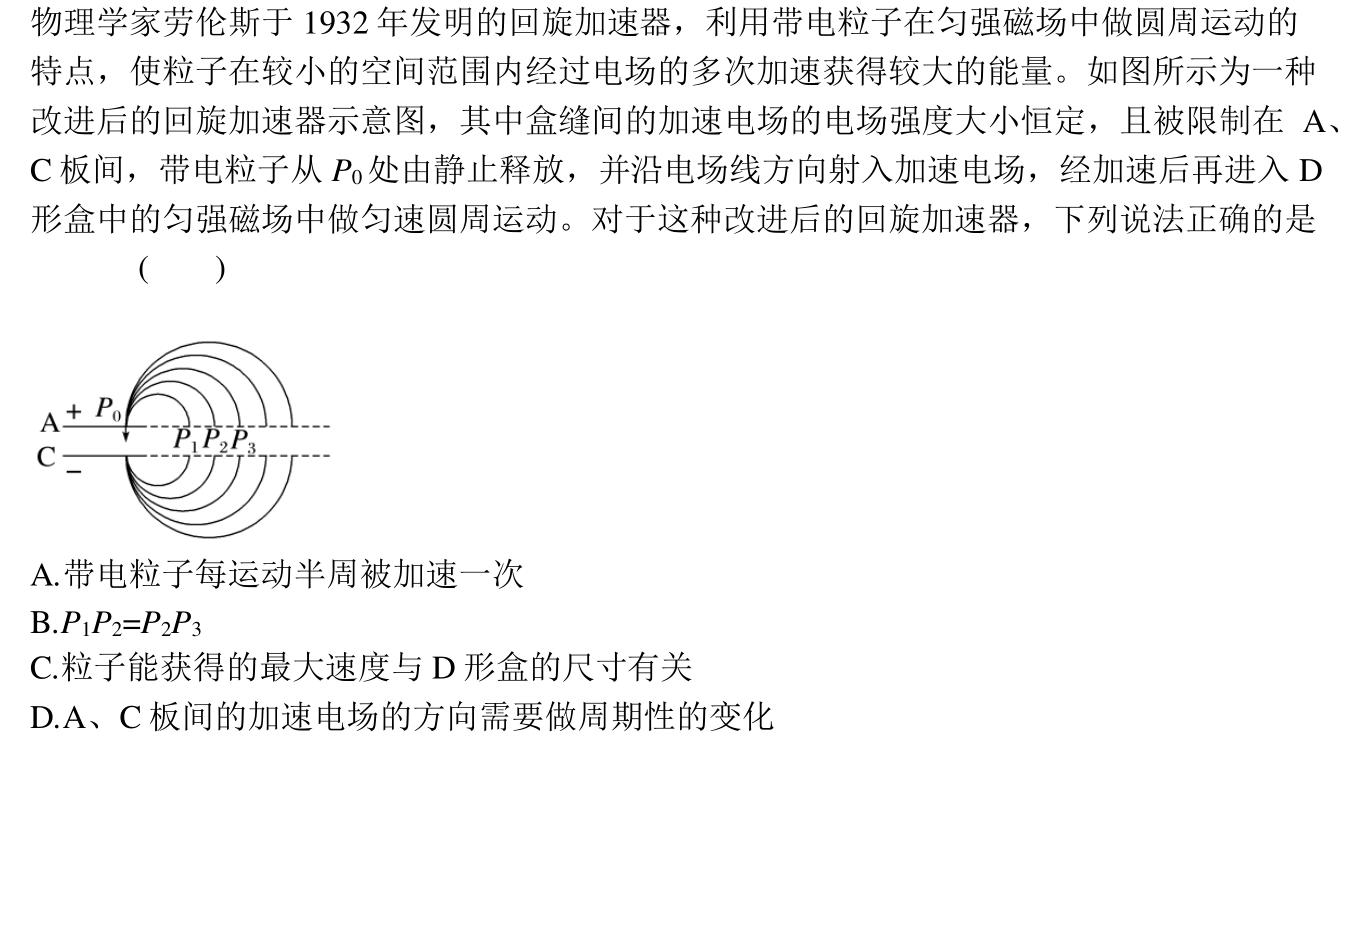 物理学家劳伦斯于 1932 年发明的回旋加速器，利用带电粒子在匀强磁场中做圆周运动的
特点，使粒子在较小的空间范围内经过电场的多次加速获得较大的能量。如图所示为一种
改进后的回旋加速器示意图，其中盒缝间的加速电场的电场强度大小恒定，且被限制在 A、
C 板间，带电粒子从 P₀ 处由静止释放，并沿电场线方向射入加速电场，经加速后再进入 D
形盒中的匀强磁场中做匀速圆周运动。对于这种改进后的回旋加速器，下列说法正确的是
(　　)
A + P₀
P₁ P₂ P₃
C −
A.带电粒子每运动半周被加速一次
B.P₁P₂=P₂P₃
C.粒子能获得的最大速度与 D 形盒的尺寸有关
D.A、C 板间的加速电场的方向需要做周期性的变化